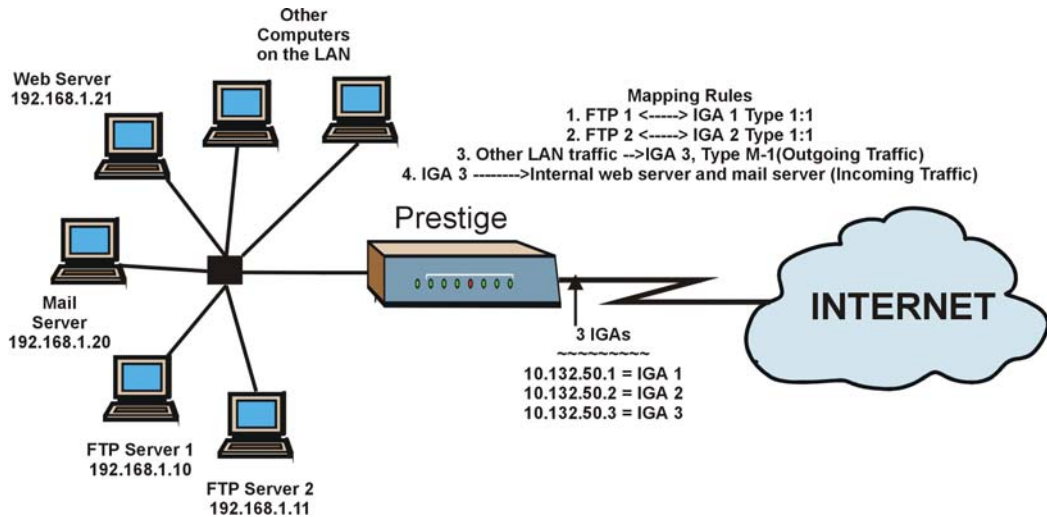 Other
Computers
on the LAN
Web Server
192.168.1.21
Mapping Rules
1. FTP 1 <-----> IGA 1 Type 1:1
2. FTP 2 <-----> IGA 2 Type 1:1
3. Other LAN traffic -->IGA 3, Type M-1(Outgoing Traffic)
4. IGA 3 -------->Internal web server and mail server (Incoming Traffic)
Prestige
INTERNET
Mail
Server
192.168.1.20
3 IGAs
~~~~~~~~~
10.132.50.1 = IGA 1
10.132.50.2 = IGA 2
10.132.50.3 = IGA 3
FTP Server 1
192.168.1.10
FTP Server 2
192.168.1.11